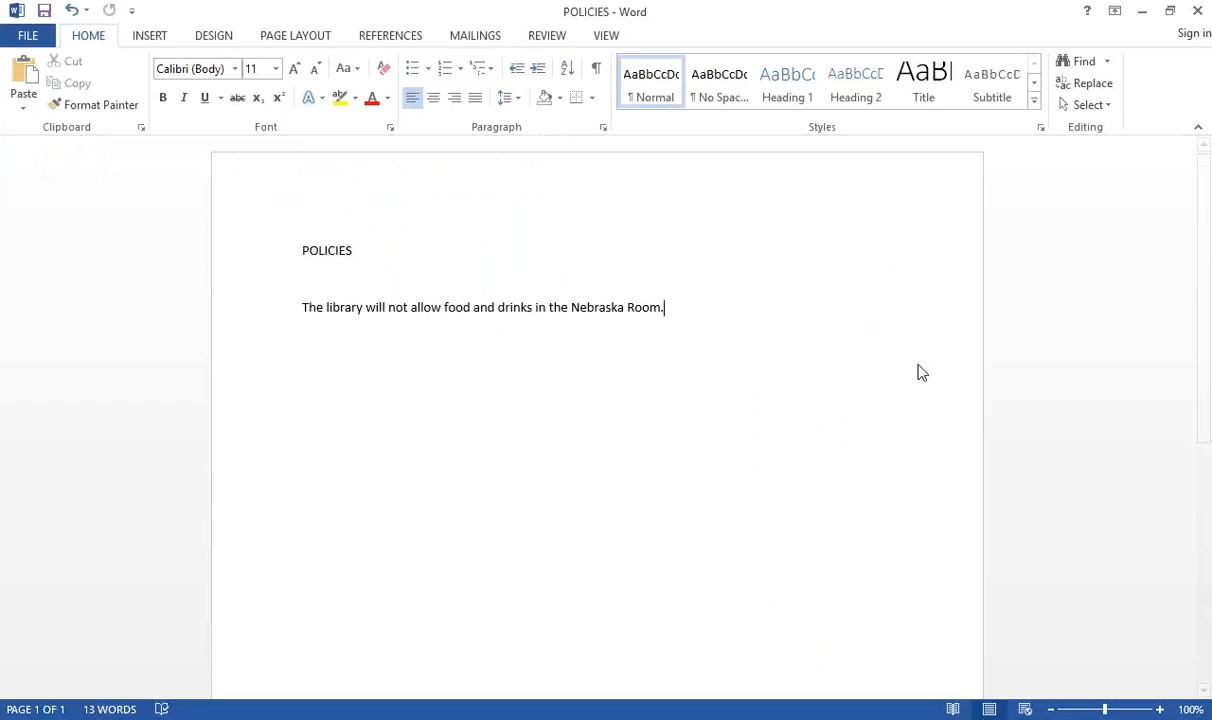 POLICIES - Word
Sign in
FILE HOME INSERT DESIGN PAGE LAYOUT REFERENCES MAILINGS REVIEW VIEW
Paste
Cut
Copy
Format Painter
Clipboard
Calibri (Body) 11
Font
Paragraph
AaBbCcDc AaBbCcDc AaBbCc AaBbCcD AaB AaBbCcD
¶ Normal ¶ No Spac... Heading 1 Heading 2 Title Subtitle
Styles
Find
Replace
Select
Editing
POLICIES
The library will not allow food and drinks in the Nebraska Room.
PAGE 1 OF 1 13 WORDS 100%